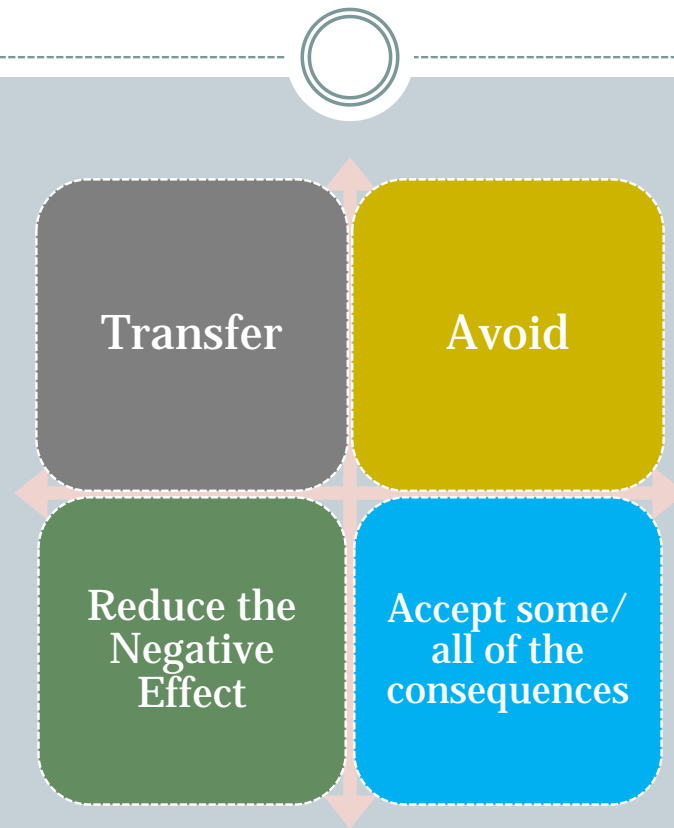 Transfer
Avoid
Reduce the
Negative
Effect
Accept some/
all of the
consequences